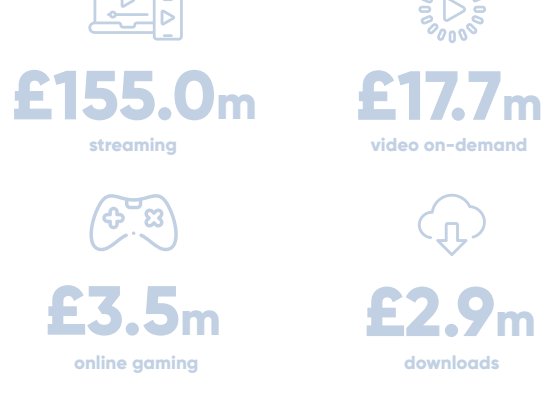 £155.0m
£17.7m
streaming
video on-demand
£3.5m
£2.9m
online gaming
downloads